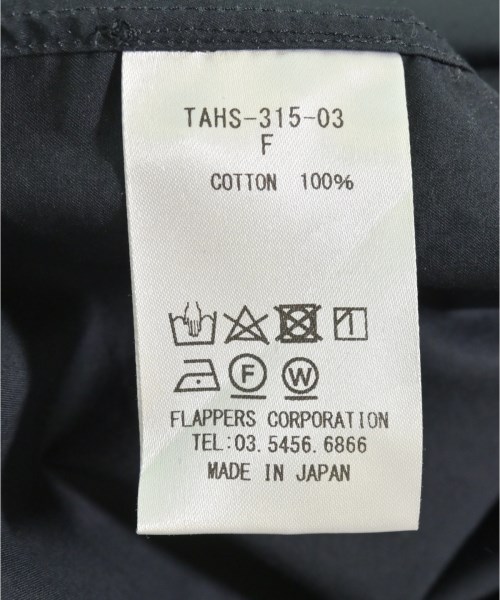 TAHS-315-03
F
COTTON 100%
F W
FLAPPERS CORPORATION
TEL:03.5456.6866
MADE IN JAPAN